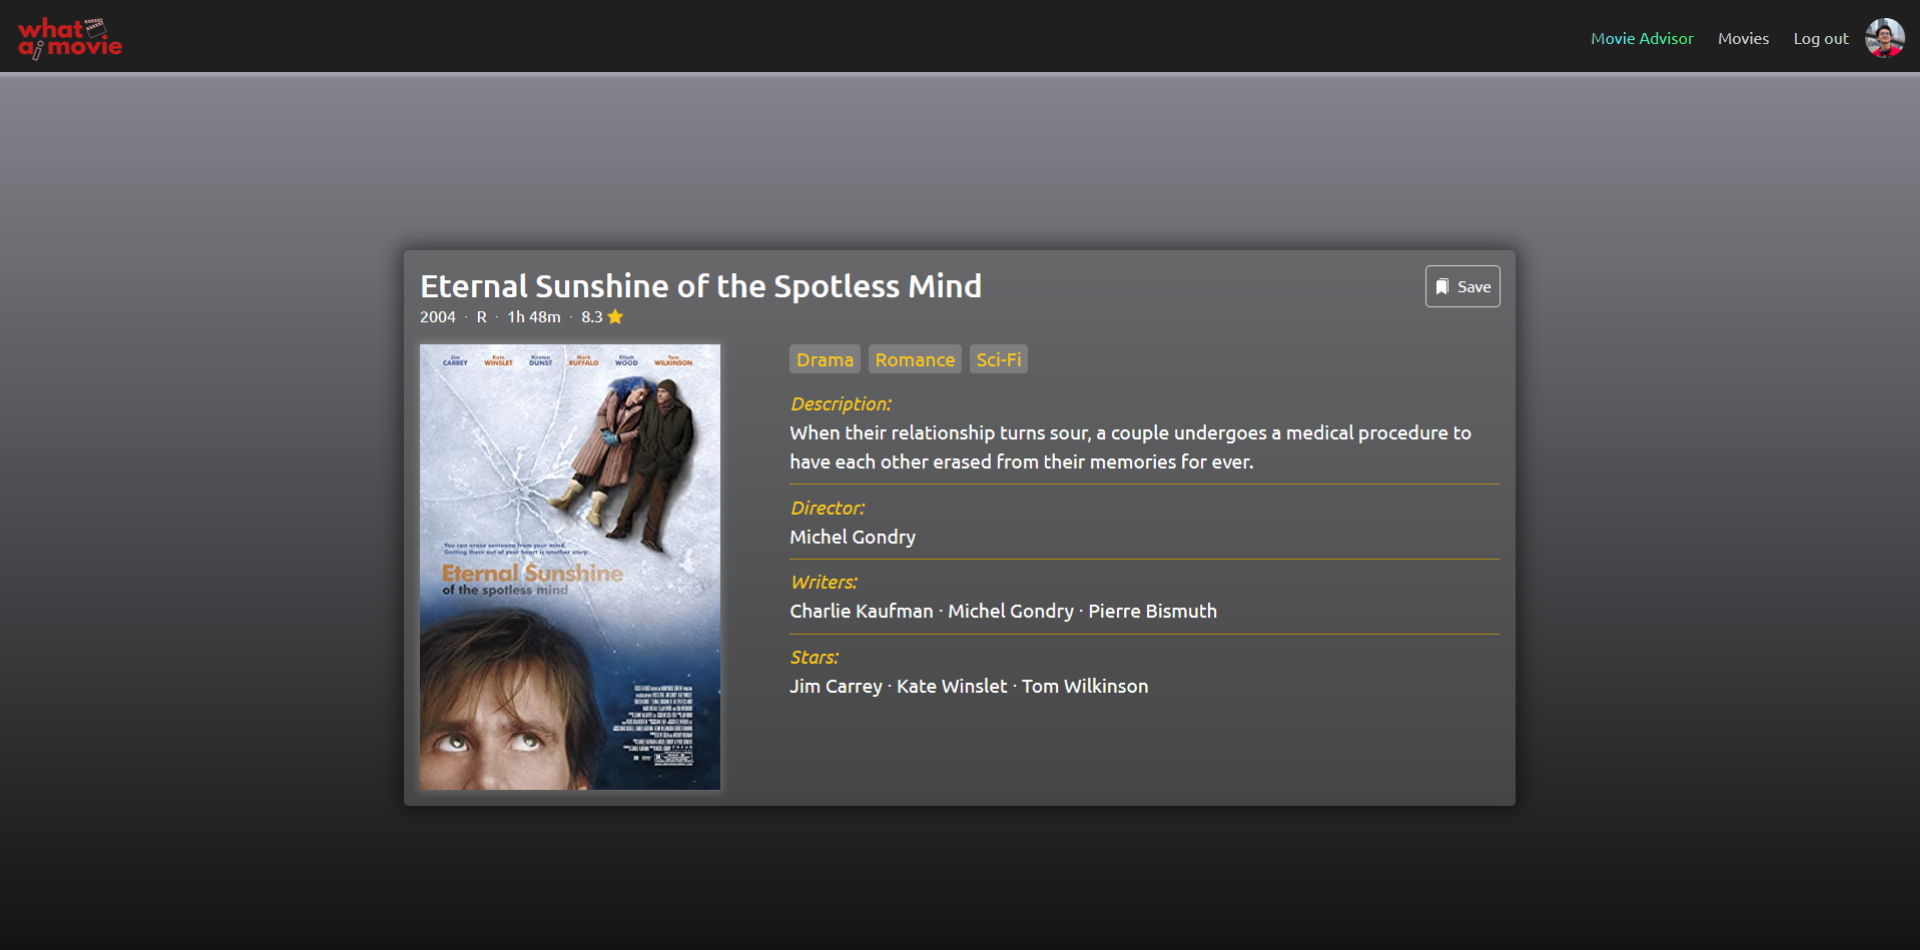 what
ai movie
Movie Advisor
Movies
Log out
Eternal Sunshine of the Spotless Mind
Save
2004 · R · 1h 48m · 8.3
Jim CARREY Kate WINSLET Kirsten DUNST Mark RUFFALO Elijah WOOD Tom WILKINSON
You can erase someone from your mind.
Getting them out of your heart is another story.
Eternal Sunshine
of the spotless mind
Drama Romance Sci-Fi
Description:
When their relationship turns sour, a couple undergoes a medical procedure to
have each other erased from their memories for ever.
Director:
Michel Gondry
Writers:
Charlie Kaufman · Michel Gondry · Pierre Bismuth
Stars:
Jim Carrey · Kate Winslet · Tom Wilkinson